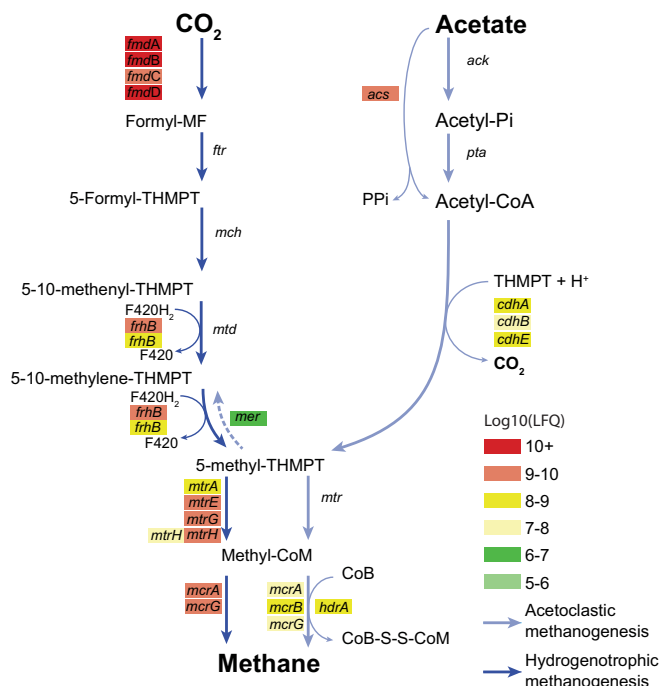 CO2
fmdA
fmdB
fmdC
fmdD
Formyl-MF
ftr
5-Formyl-THMPT
mch
5-10-methenyl-THMPT
F420H2
frhB
frhB
F420
mtd
5-10-methylene-THMPT
F420H2
frhB
frhB
F420
mer
Acetate
ack
acs
Acetyl-Pi
pta
PPi
Acetyl-CoA
THMPT + H+
cdhA
cdhB
cdhE
CO2
5-methyl-THMPT
mtrA
mtrE
mtrG
mtrH mtrH
mtr
Methyl-CoM
mcrA
mcrG
mcrA
mcrB hdrA
mcrG
CoB
CoB-S-S-CoM
Methane
Log10(LFQ)
10+
9-10
8-9
7-8
6-7
5-6
Acetoclastic
methanogenesis
Hydrogenotrophic
methanogenesis